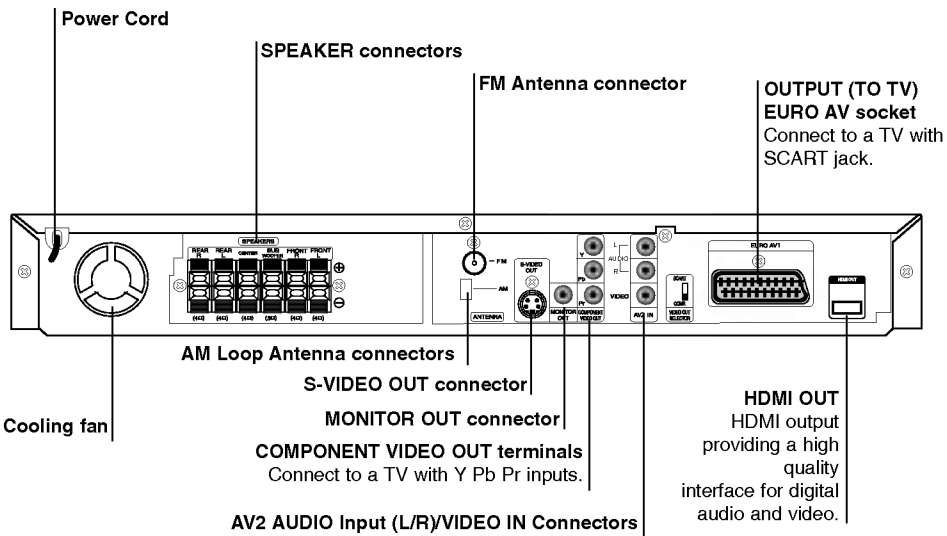 Power Cord
SPEAKER connectors
FM Antenna connector
OUTPUT (TO TV)
EURO AV socket
Connect to a TV with
SCART jack.
SPEAKERS
REAR R
REAR L
CENTER
SUB WOOFER
FRONT R
FRONT L
(4Ω) (4Ω) (4Ω) (3Ω) (4Ω) (4Ω)
FM
AM
ANTENNA
S-VIDEO OUT
MONITOR OUT
Y
Pb
Pr
COMPONENT VIDEO OUT
L
AUDIO
R
VIDEO
AV2 IN
SCART
COMP.
VIDEO OUT SELECTOR
EURO AV1
HDMI OUT
AM Loop Antenna connectors
S-VIDEO OUT connector
MONITOR OUT connector
Cooling fan
COMPONENT VIDEO OUT terminals
Connect to a TV with Y Pb Pr inputs.
AV2 AUDIO Input (L/R)/VIDEO IN Connectors
HDMI OUT
HDMI output
providing a high
quality
interface for digital
audio and video.